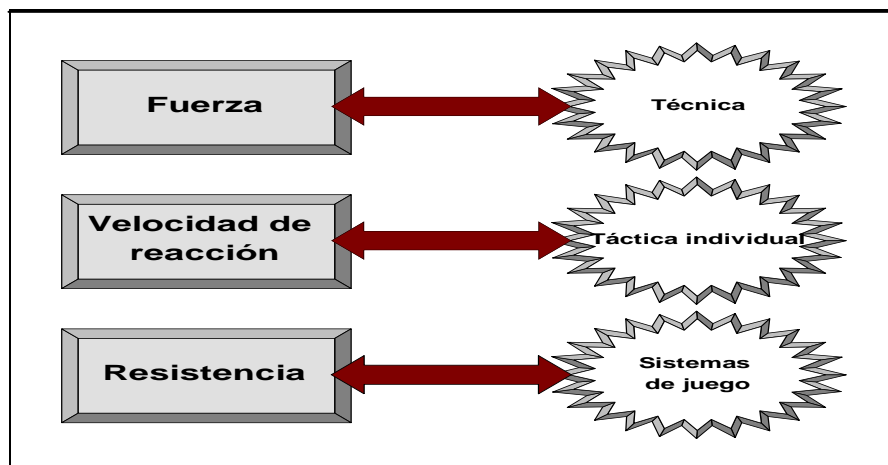 Fuerza
Técnica
Velocidad de
reacción
Táctica individual
Resistencia
Sistemas
de juego